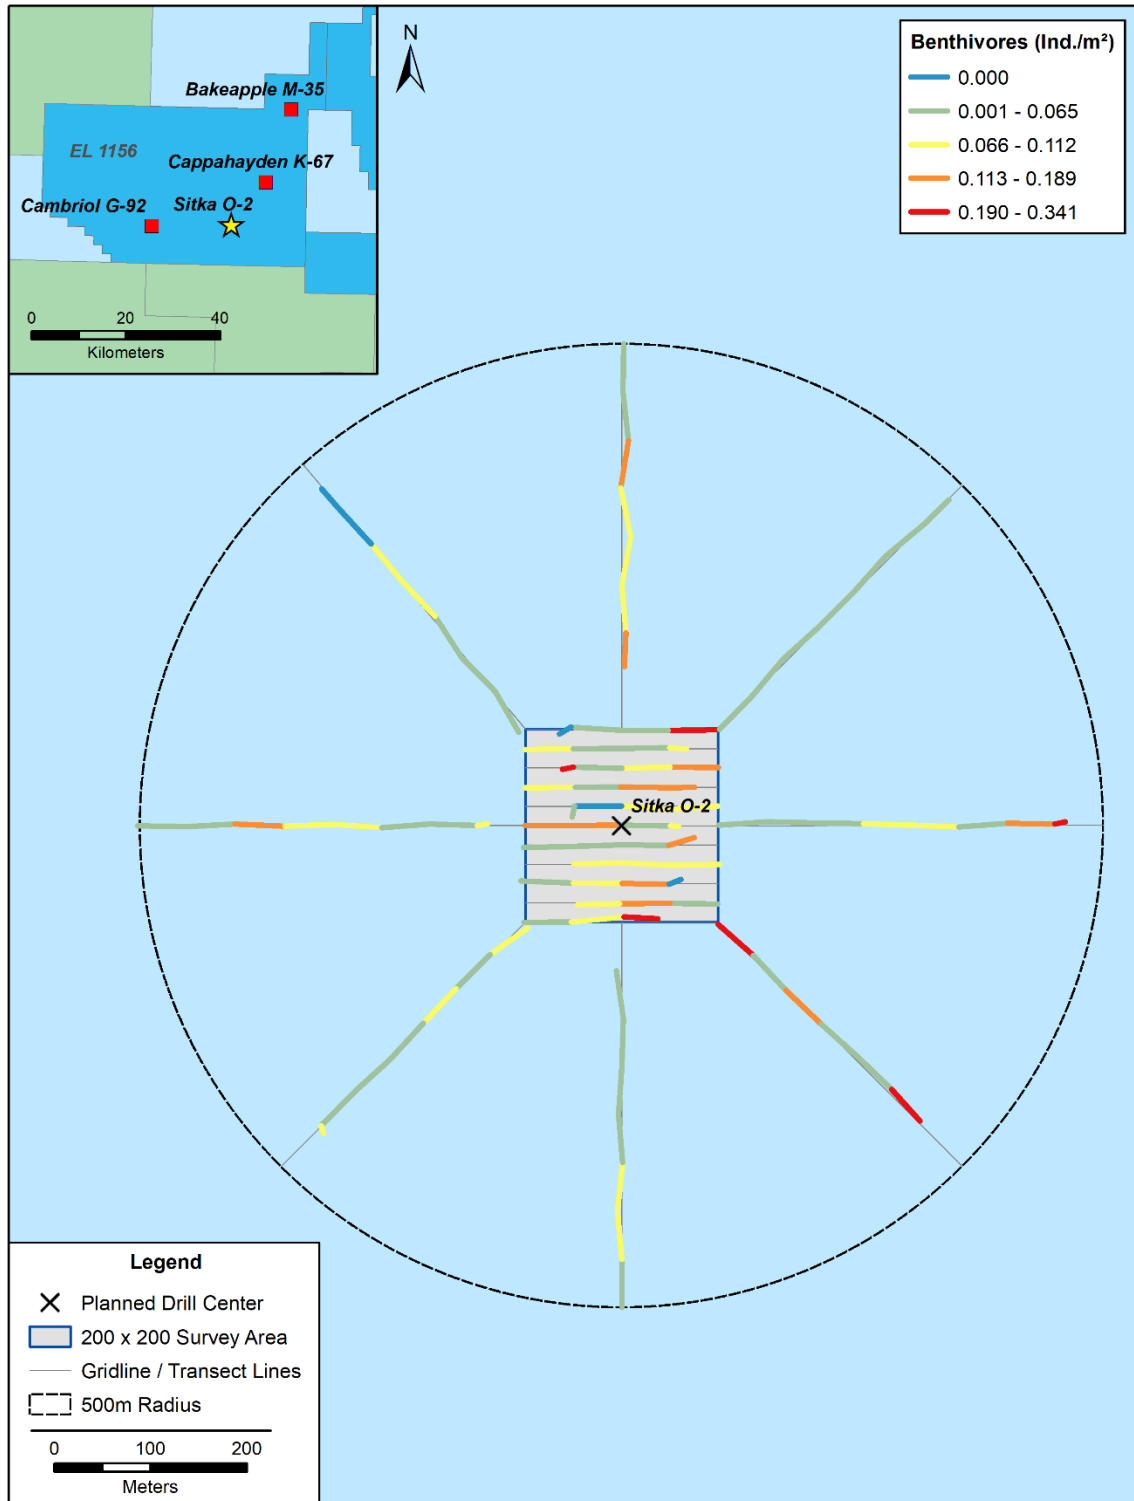 Bakeapple M-35
EL 1156
Cappahayden K-67
Cambriol G-92
Sitka O-2
0 20 40
Kilometers
N
Benthivores (Ind./m²)
0.000
0.001 - 0.065
0.066 - 0.112
0.113 - 0.189
0.190 - 0.341
Sitka O-2
Legend
Planned Drill Center
200 x 200 Survey Area
Gridline / Transect Lines
500m Radius
0 100 200
Meters